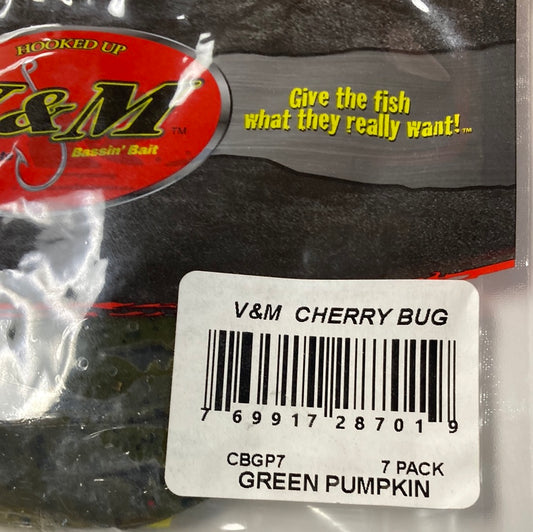 HOOKED UP
V&M™
Bassin' Bait
Give the fish
what they really want!™
V&M CHERRY BUG
7 69917 28701 9
CBGP7 7 PACK
GREEN PUMPKIN